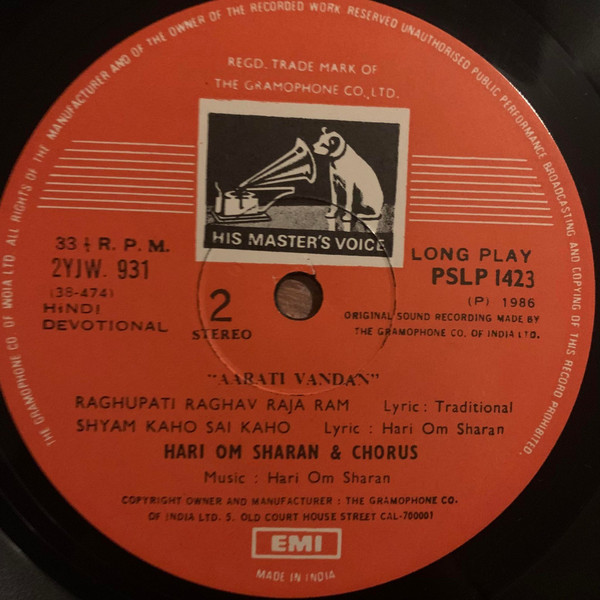 THE GRAMOPHONE CO. OF INDIA LTD. ALL RIGHTS OF THE MANUFACTURER AND OF THE OWNER OF THE RECORDED WORK RESERVED UNAUTHORISED PUBLIC PERFORMANCE BROADCASTING AND COPYING OF THIS RECORD PROHIBITED.
REGD. TRADE MARK OF
THE GRAMOPHONE CO., LTD.
HIS MASTER'S VOICE
33 1/3 R. P. M.
2YJW. 931
(38-474)
HINDI
DEVOTIONAL
2
STEREO
LONG PLAY
PSLP 1423
(P) 1986
ORIGINAL SOUND RECORDING MADE BY
THE GRAMOPHONE CO. OF INDIA LTD.
"AARATI VANDAN"
RAGHUPATI RAGHAV RAJA RAM Lyric : Traditional
SHYAM KAHO SAI KAHO Lyric : Hari Om Sharan
HARI OM SHARAN & CHORUS
Music : Hari Om Sharan
COPYRIGHT OWNER AND MANUFACTURER : THE GRAMOPHONE CO.
OF INDIA LTD. 5, OLD COURT HOUSE STREET CAL-700001
EMI
MADE IN INDIA